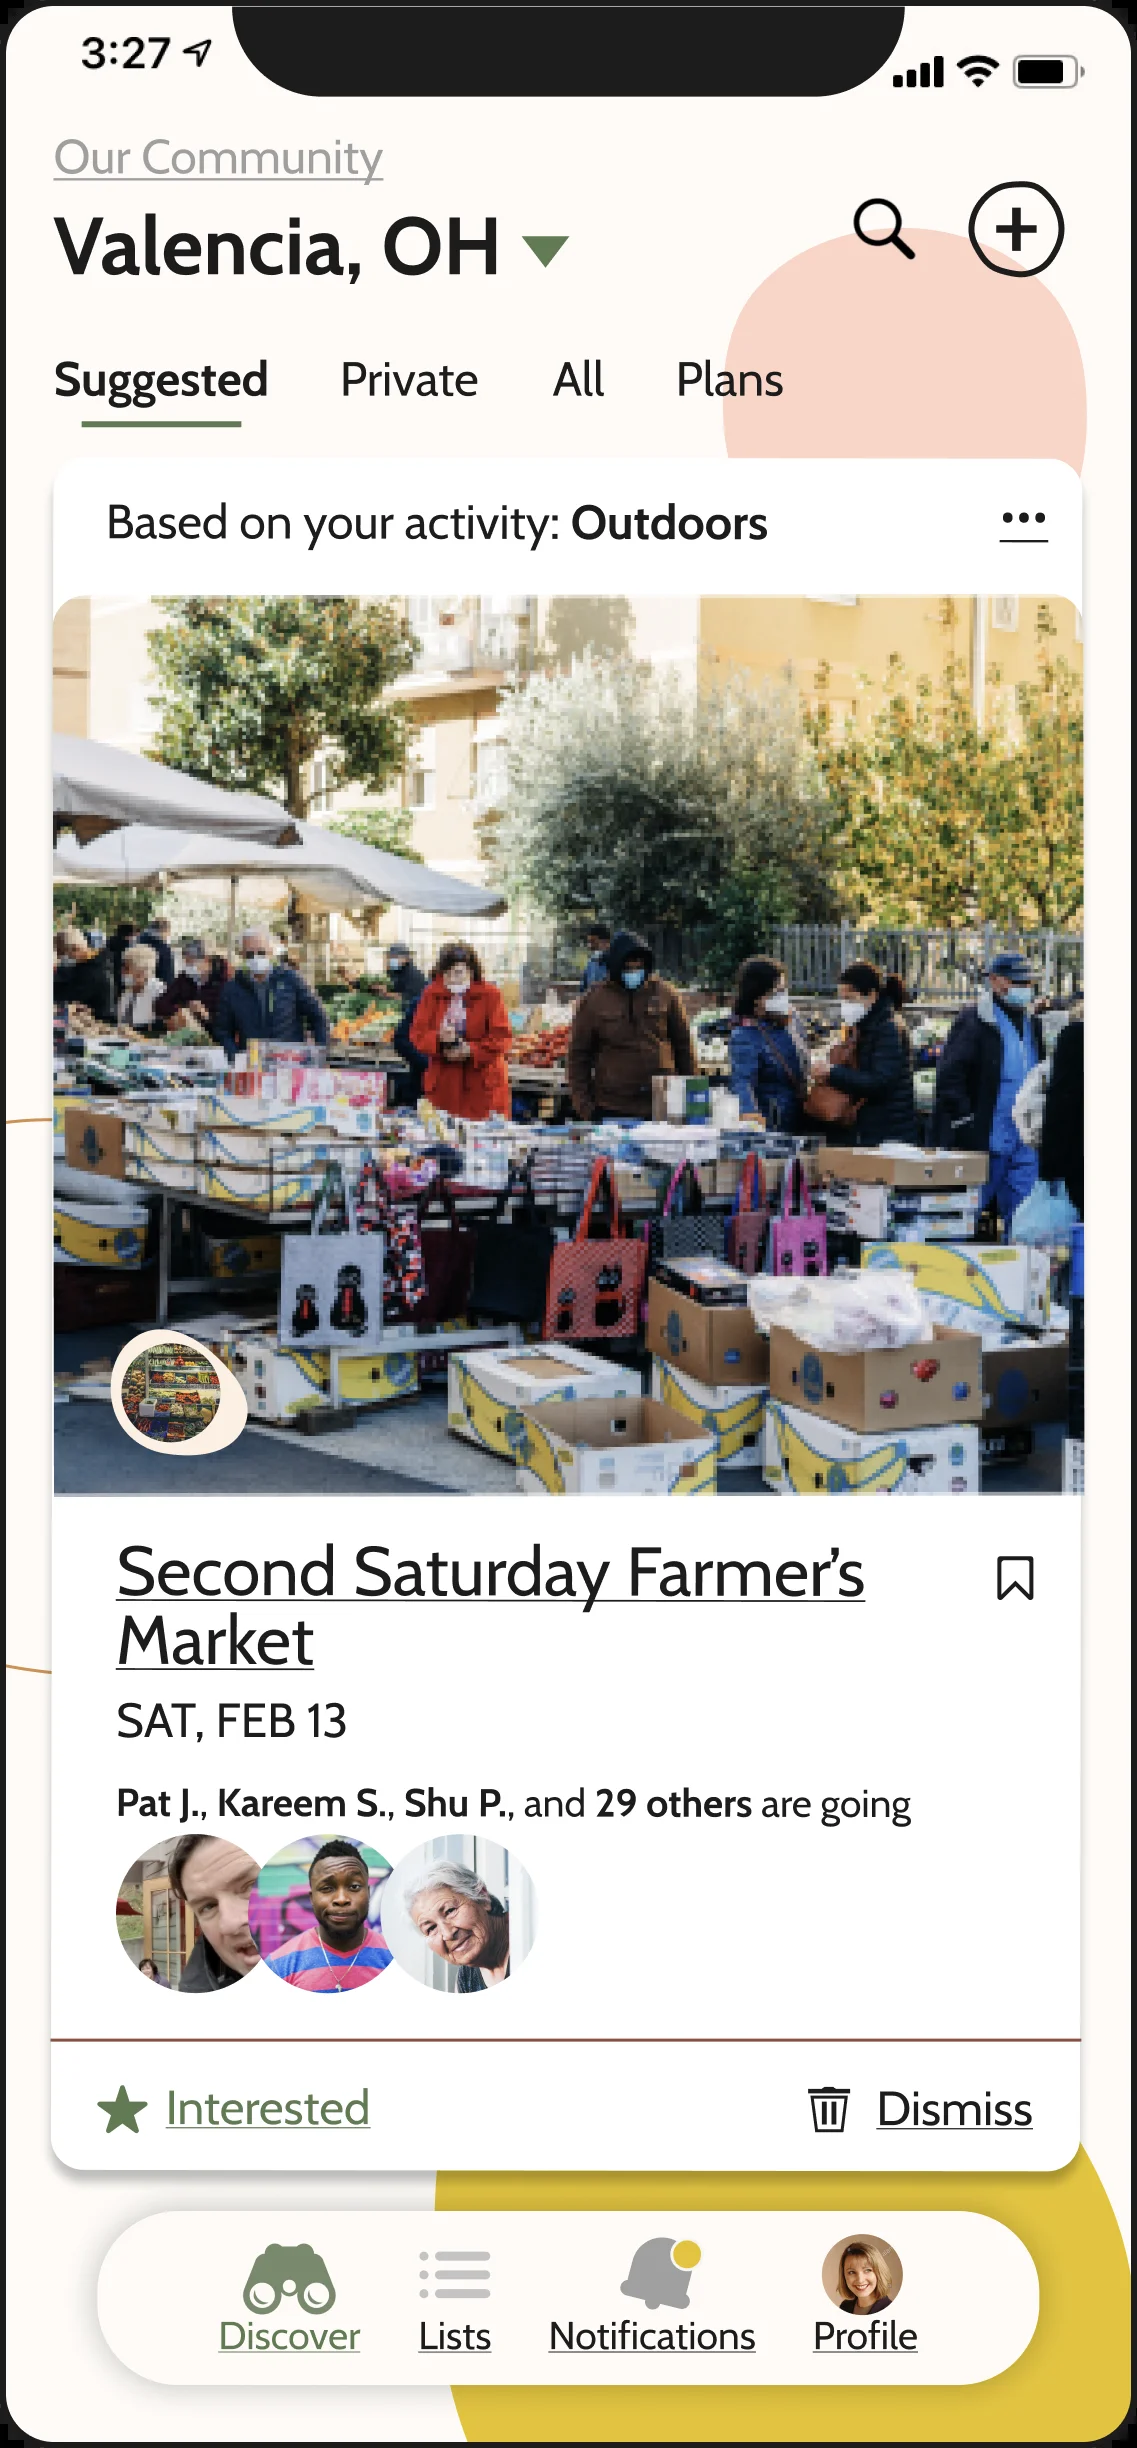 3:27
Our Community
Valencia, OH
Suggested Private All Plans
Based on your activity: Outdoors
Second Saturday Farmer’s
Market
SAT, FEB 13
Pat J., Kareem S., Shu P., and 29 others are going
Interested Dismiss
Discover Lists Notifications Profile